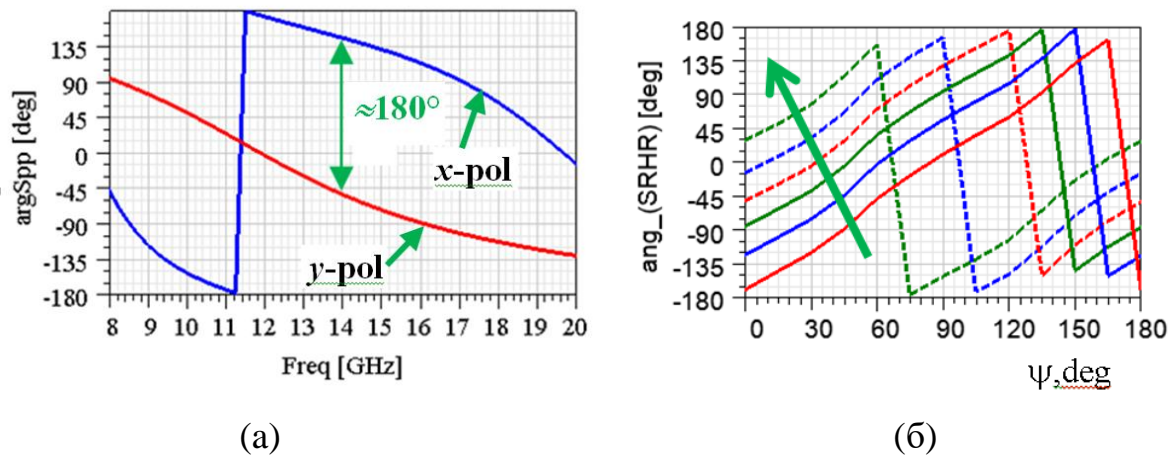 argSpp [deg]
135
90
45
0
-45
-90
-135
-180
≈180°
x-pol
y-pol
8 9 10 11 12 13 14 15 16 17 18 19 20
Freq [GHz]
(а)
ang_(SRHR) [deg]
180
135
90
45
0
-45
-90
-135
-180
0 30 60 90 120 150 180
ψ,deg
(б)